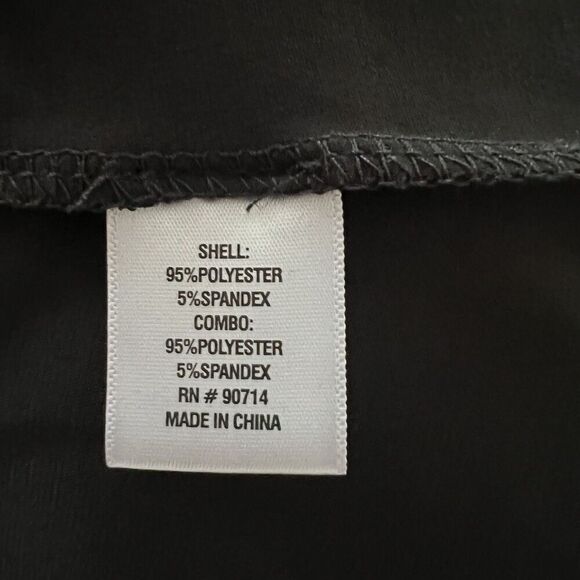 SHELL:
95%POLYESTER
5%SPANDEX
COMBO:
95%POLYESTER
5%SPANDEX
RN # 90714
MADE IN CHINA